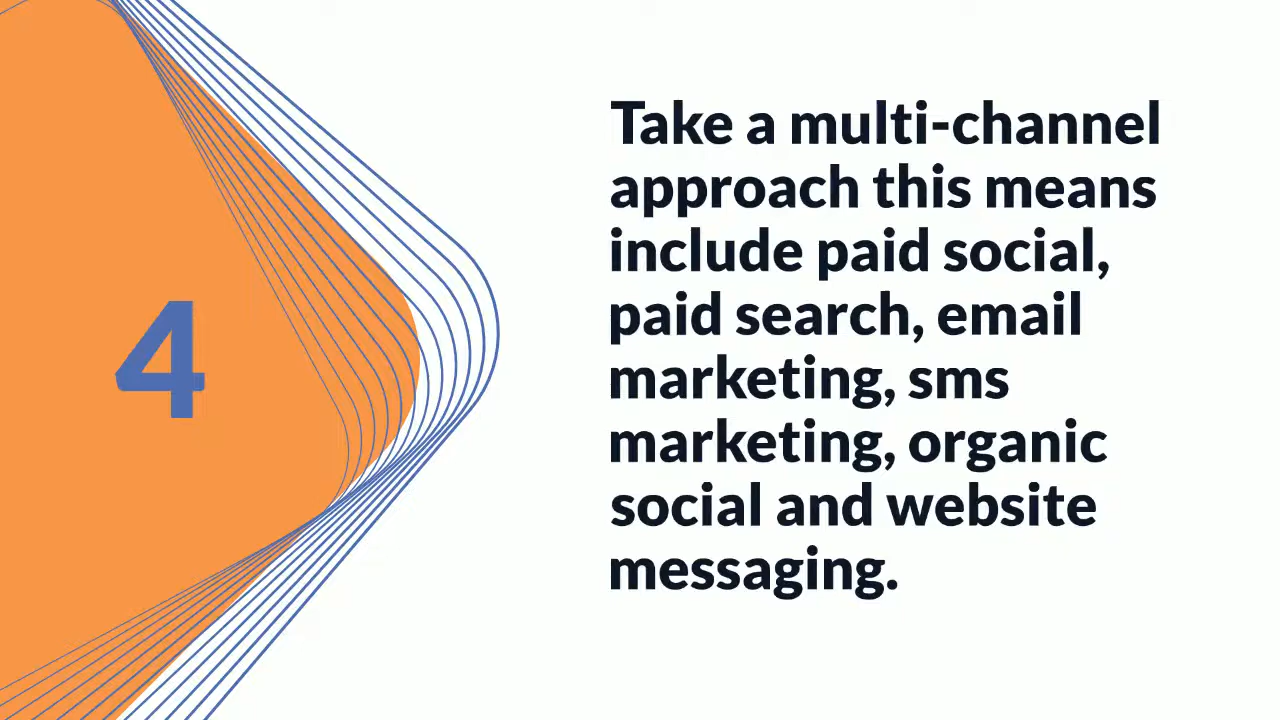 4
Take a multi-channel
approach this means
include paid social,
paid search, email
marketing, sms
marketing, organic
social and website
messaging.